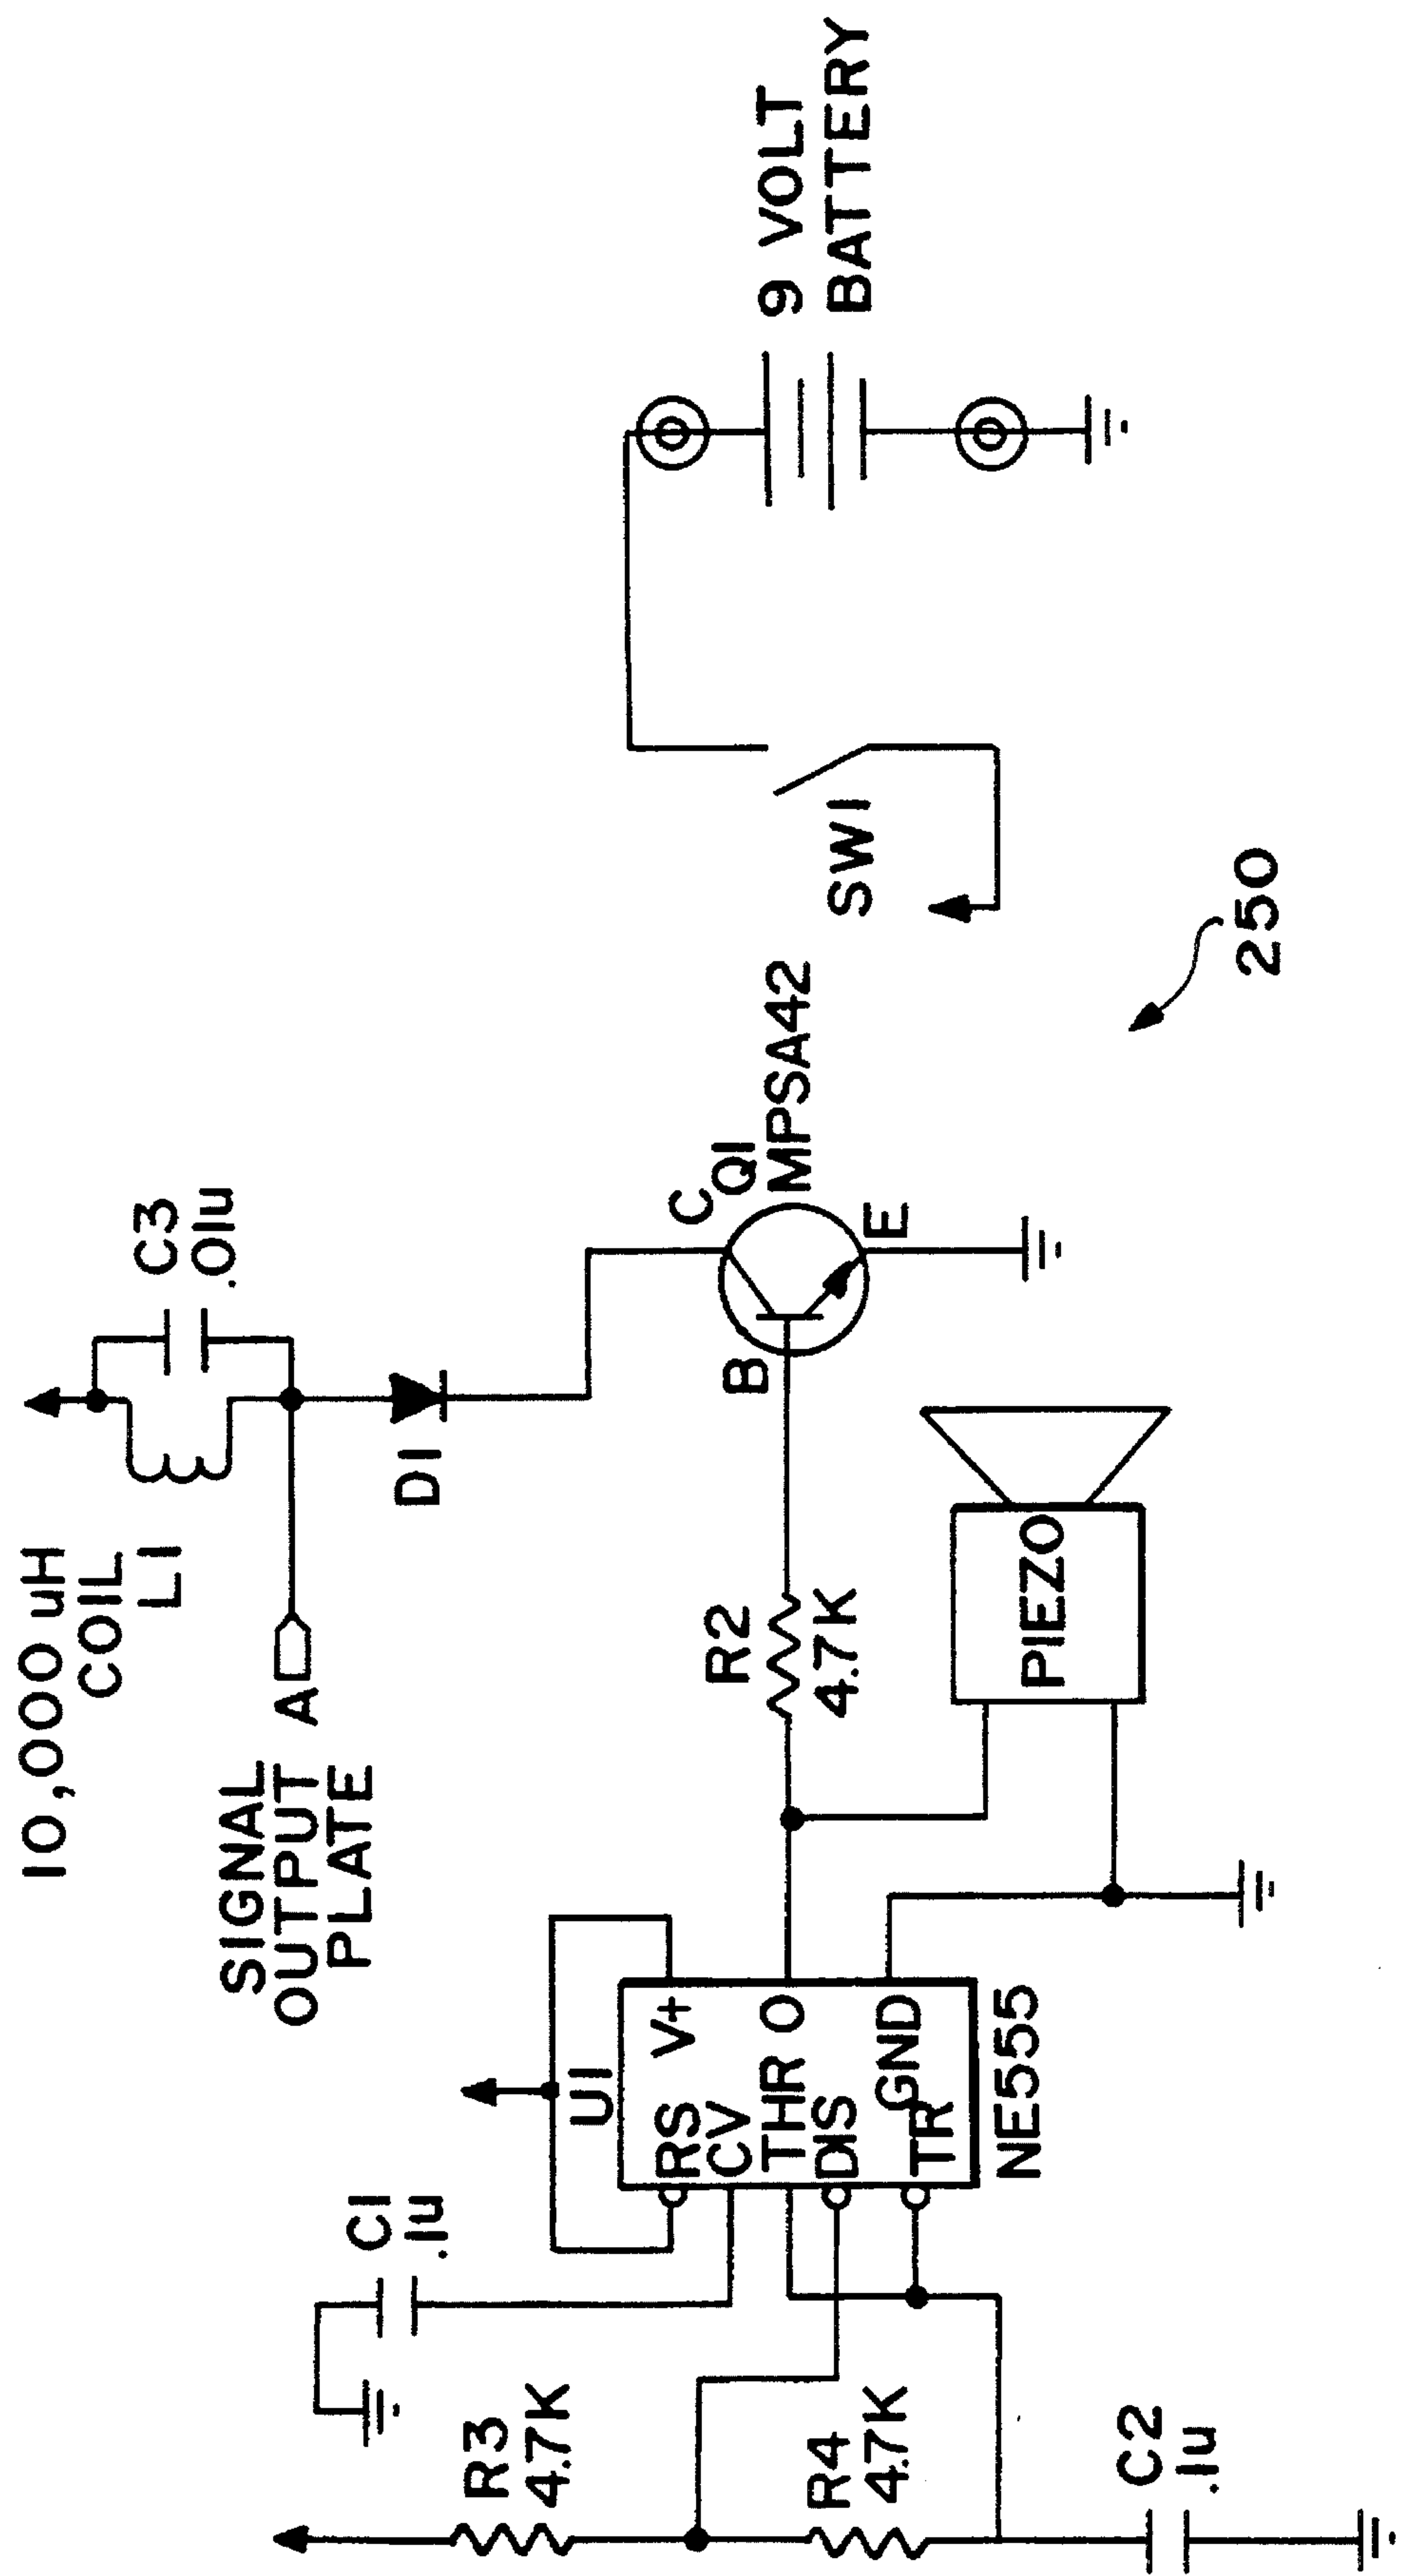 10,000 uH
COIL
L1
C3
.01u
SIGNAL
OUTPUT
PLATE
A
D1
C
Q1
MPSA42
B
E
R2
4.7K
PIEZO
U1
V+
RS
CV
THR O
DIS
GND
TR
NE555
C1
.1u
R3
4.7K
R4
4.7K
C2
.1u
SW1
9 VOLT
BATTERY
250